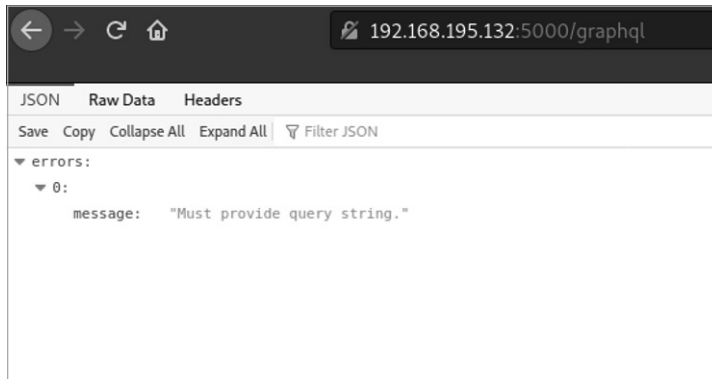 192.168.195.132:5000/graphql
JSON Raw Data Headers
Save Copy Collapse All Expand All Filter JSON
errors:
0:
message: "Must provide query string."